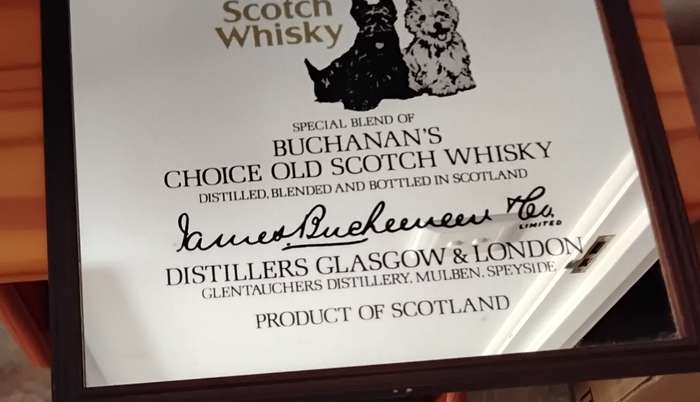 Scotch
Whisky
SPECIAL BLEND OF
BUCHANAN'S
CHOICE OLD SCOTCH WHISKY
DISTILLED, BLENDED AND BOTTLED IN SCOTLAND
James Buchanan & Co.
LIMITED
DISTILLERS GLASGOW & LONDON
GLENTAUCHERS DISTILLERY, MULBEN, SPEYSIDE
PRODUCT OF SCOTLAND